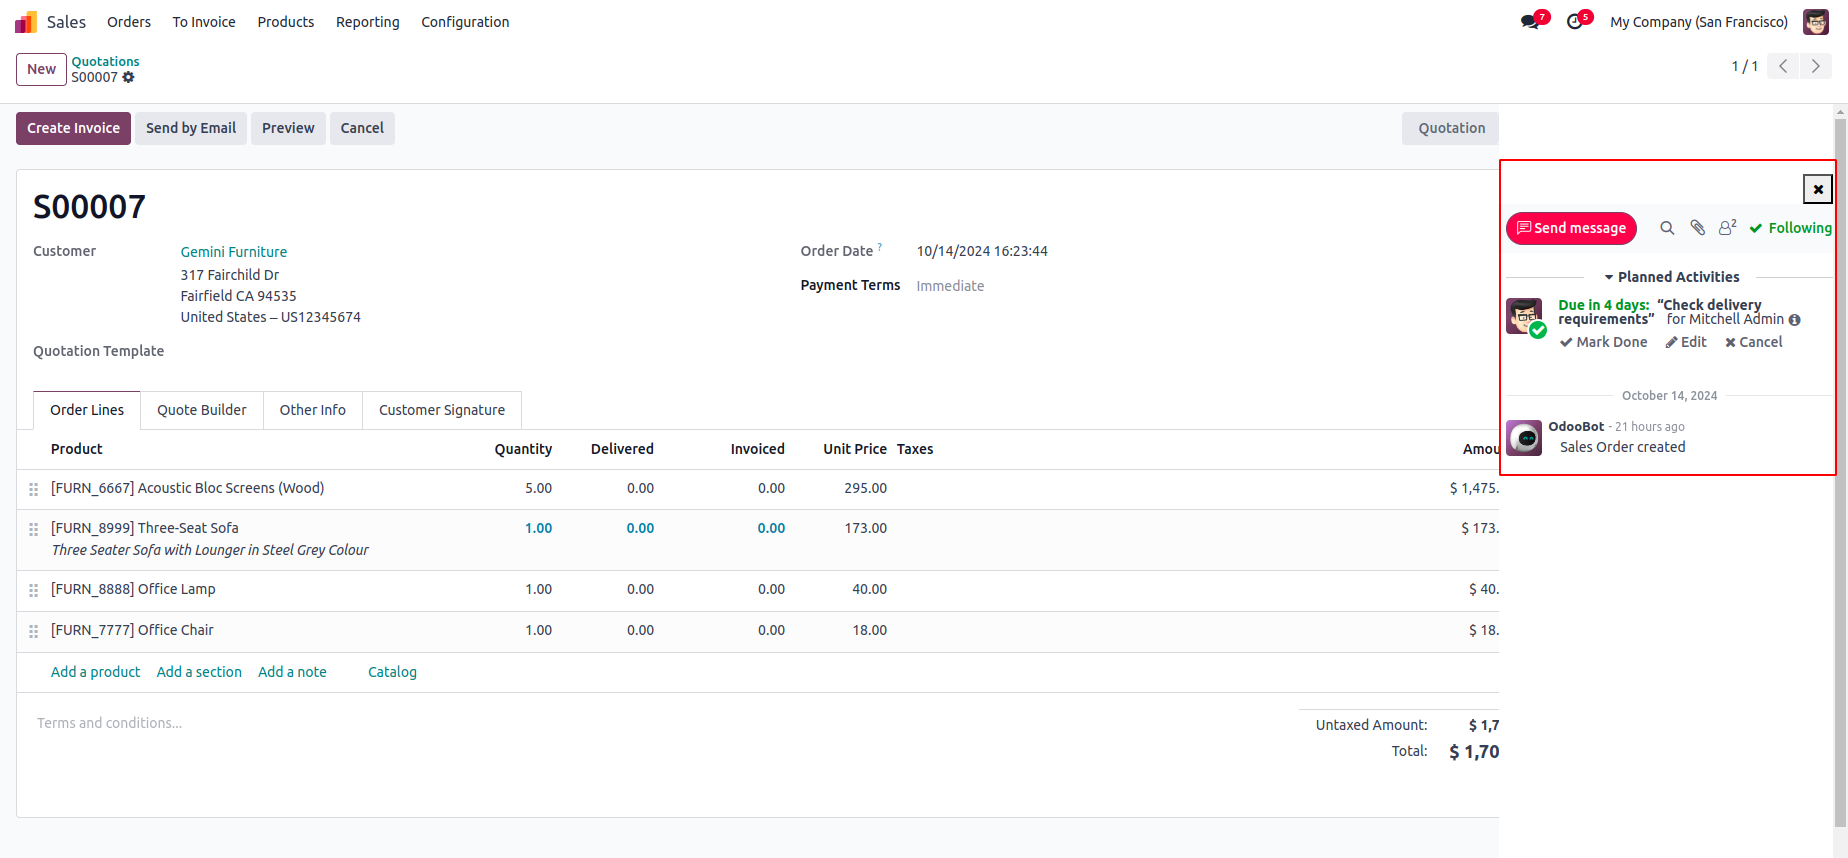 Sales Orders To Invoice Products Reporting Configuration 7 5 My Company (San Francisco)
New Quotations 1 / 1
S00007
Create Invoice Send by Email Preview Cancel Quotation
S00007
Customer Gemini Furniture Order Date ? 10/14/2024 16:23:44
317 Fairchild Dr Payment Terms Immediate
Fairfield CA 94535
United States – US12345674
Quotation Template
Order Lines Quote Builder Other Info Customer Signature
Product Quantity Delivered Invoiced Unit Price Taxes Amou
[FURN_6667] Acoustic Bloc Screens (Wood) 5.00 0.00 0.00 295.00 $ 1,475.
[FURN_8999] Three-Seat Sofa 1.00 0.00 0.00 173.00 $ 173.
Three Seater Sofa with Lounger in Steel Grey Colour
[FURN_8888] Office Lamp 1.00 0.00 0.00 40.00 $ 40.
[FURN_7777] Office Chair 1.00 0.00 0.00 18.00 $ 18.
Add a product Add a section Add a note Catalog
Terms and conditions...
Untaxed Amount: $ 1,7
Total: $ 1,70
Send message 2 Following
Planned Activities
Due in 4 days: “Check delivery
requirements” for Mitchell Admin
Mark Done Edit Cancel
October 14, 2024
OdooBot - 21 hours ago
Sales Order created